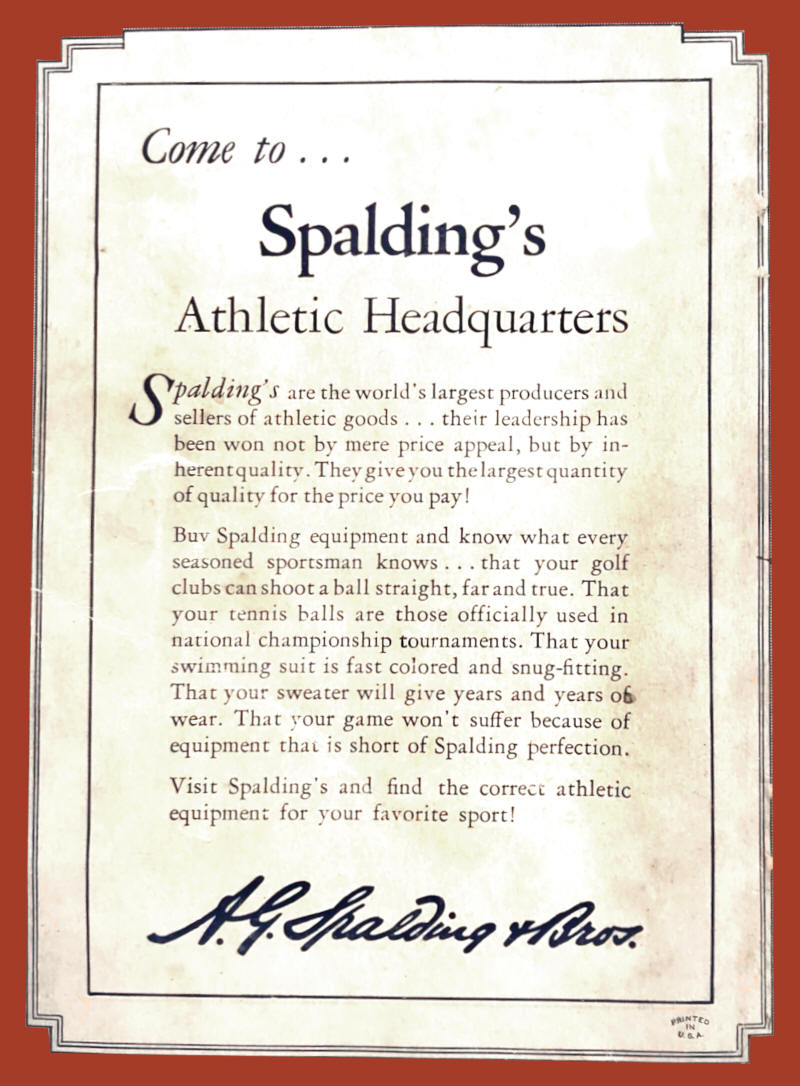 Come to . . .
Spalding's
Athletic Headquarters
Spalding's are the world's largest producers and
sellers of athletic goods . . . their leadership has
been won not by mere price appeal, but by in-
herent quality. They give you the largest quantity
of quality for the price you pay!
Buy Spalding equipment and know what every
seasoned sportsman knows . . . that your golf
clubs can shoot a ball straight, far and true. That
your tennis balls are those officially used in
national championship tournaments. That your
swimming suit is fast colored and snug-fitting.
That your sweater will give years and years of
wear. That your game won't suffer because of
equipment that is short of Spalding perfection.
Visit Spalding's and find the correct athletic
equipment for your favorite sport!
A. G. Spalding & Bros.
PRINTED
IN
U. S. A.